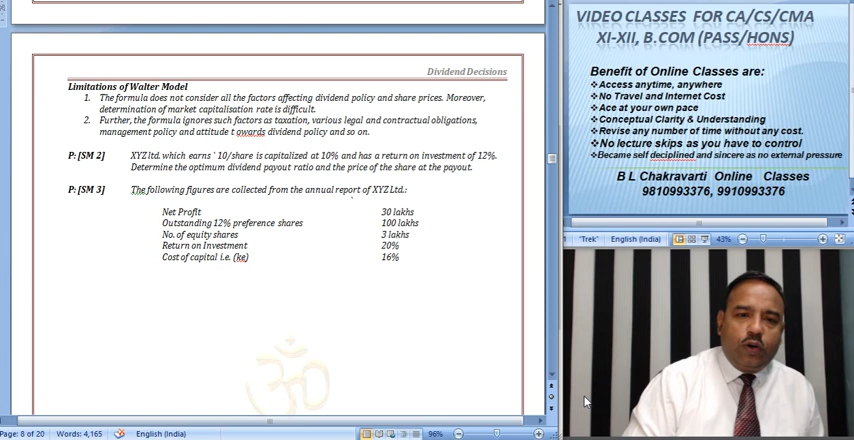 Dividend Decisions
Limitations of Walter Model
1. The formula does not consider all the factors affecting dividend policy and share prices. Moreover,
determination of market capitalisation rate is difficult.
2. Further, the formula ignores such factors as taxation, various legal and contractual obligations,
management policy and attitude t owards dividend policy and so on.
P: [SM 2] XYZ ltd. which earns ` 10/share is capitalized at 10% and has a return on investment of 12%.
Determine the optimum dividend payout ratio and the price of the share at the payout.
P: [SM 3] The following figures are collected from the annual report of XYZ Ltd.:
`
Net Profit 30 lakhs
Outstanding 12% preference shares 100 lakhs
No. of equity shares 3 lakhs
Return on Investment 20%
Cost of capital i.e. (ke) 16%
Page: 8 of 20 Words: 4,165 English (India) 96%
VIDEO CLASSES FOR CA/CS/CMA
XI-XII, B.COM (PASS/HONS)
Benefit of Online Classes are:
❖Access anytime, anywhere
❖No Travel and Internet Cost
❖Ace at your own pace
❖Conceptual Clarity & Understanding
❖Revise any number of time without any cost.
❖No lecture skips as you have to control
❖Became self deciplined and sincere as no external pressure
B L Chakravarti Online Classes
9810993376, 9910993376
"Trek" English (India) 43%